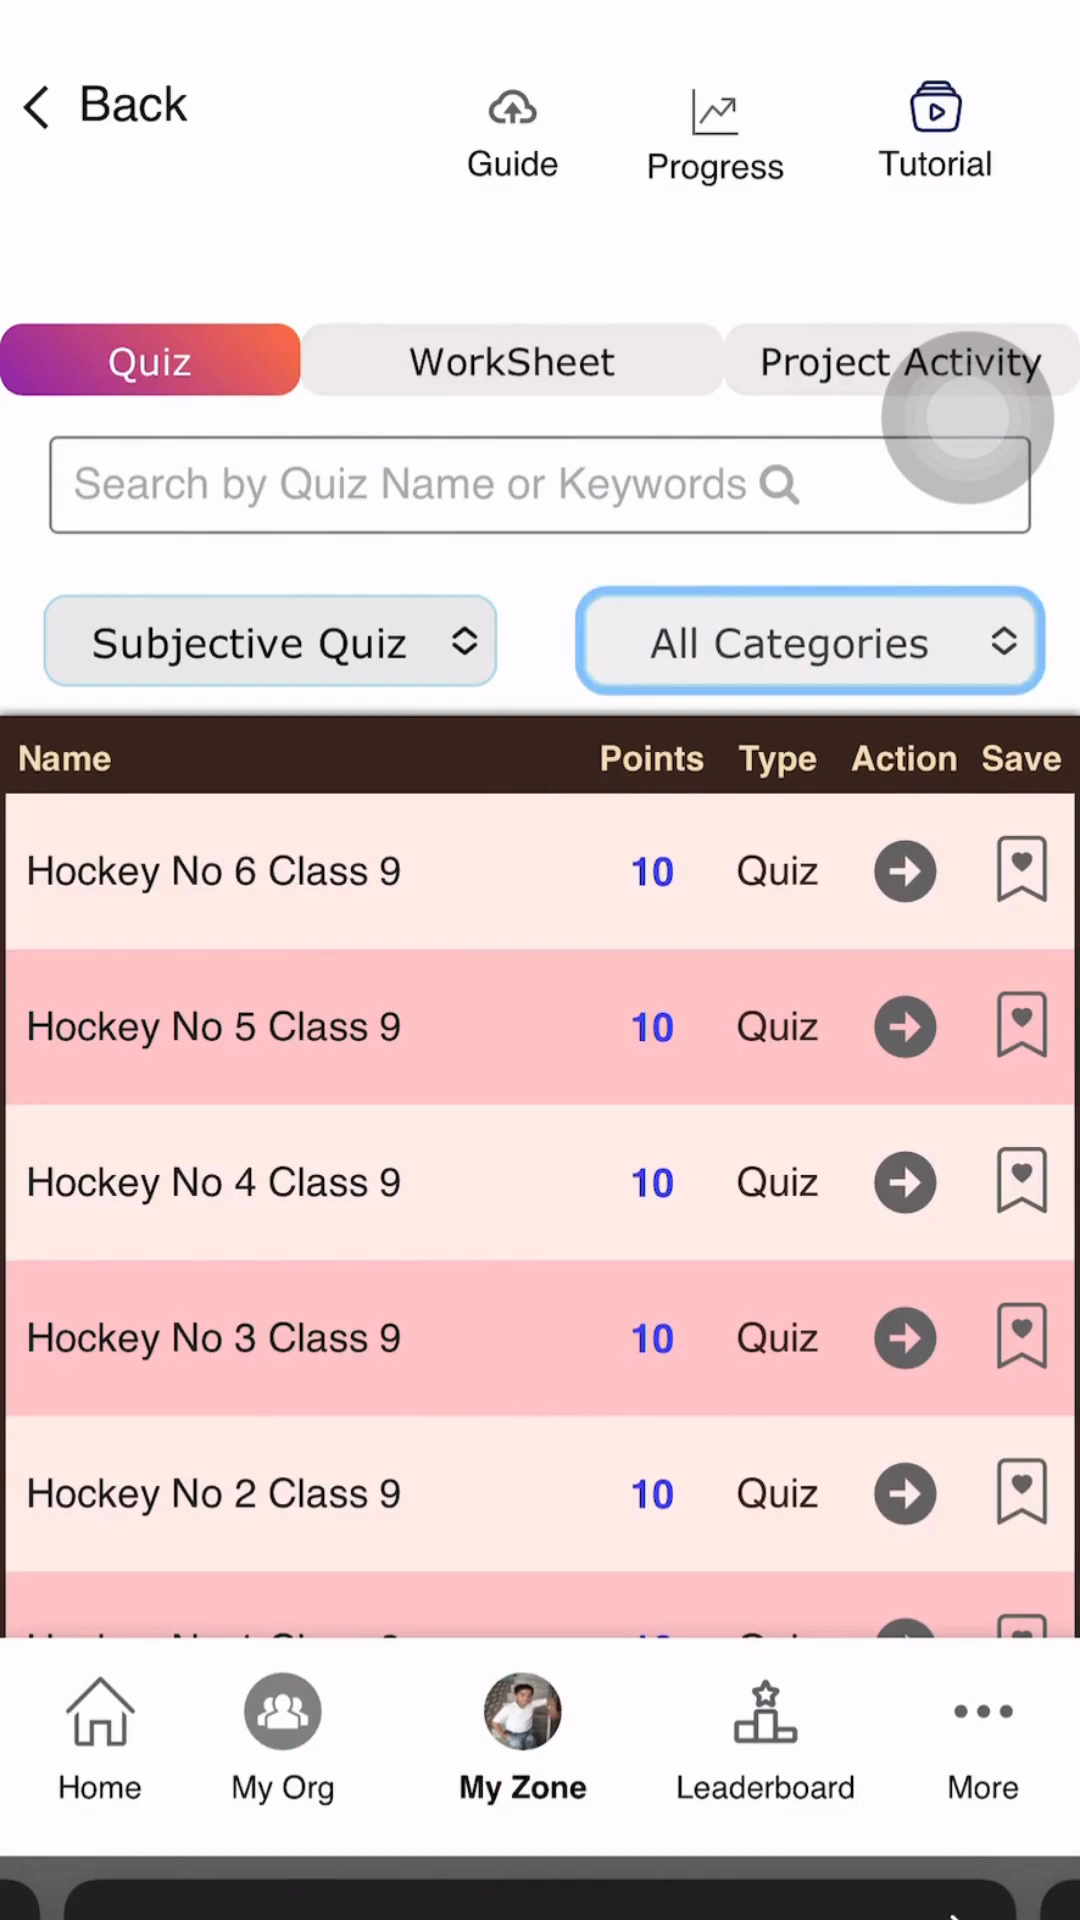 Back
Guide
Progress
Tutorial
Quiz
WorkSheet
Project Activity
Search by Quiz Name or Keywords
Subjective Quiz
All Categories
Name Points Type Action Save
Hockey No 6 Class 9 10 Quiz
Hockey No 5 Class 9 10 Quiz
Hockey No 4 Class 9 10 Quiz
Hockey No 3 Class 9 10 Quiz
Hockey No 2 Class 9 10 Quiz
Home
My Org
My Zone
Leaderboard
More